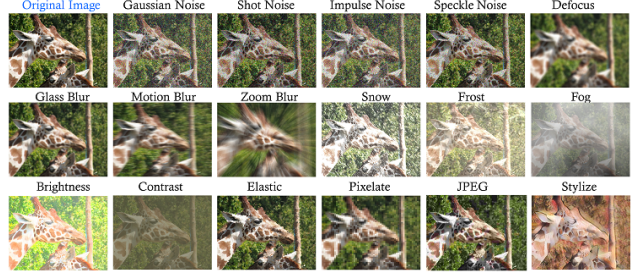 Original Image Gaussian Noise Shot Noise Impulse Noise Speckle Noise Defocus
Glass Blur Motion Blur Zoom Blur Snow Frost Fog
Brightness Contrast Elastic Pixelate JPEG Stylize